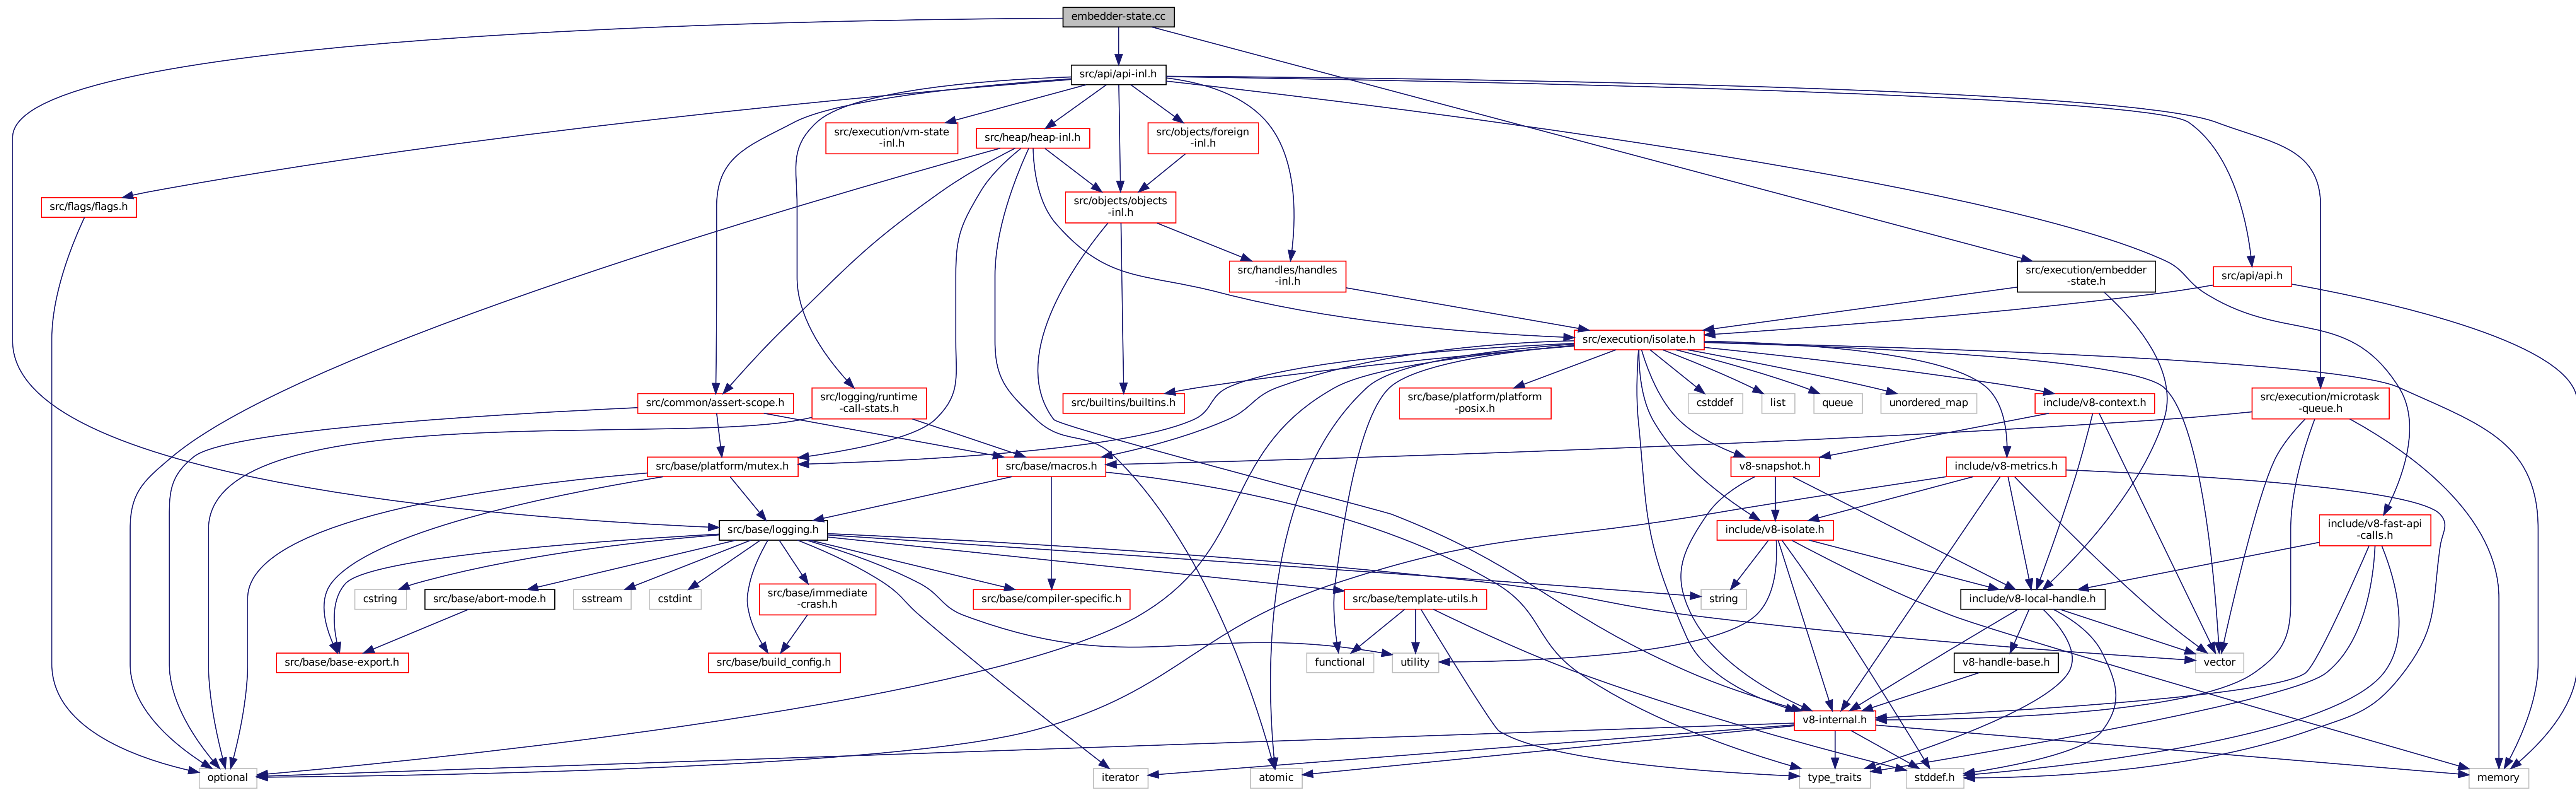 embedder-state.cc
src/api/api-inl.h
src/execution/vm-state
-inl.h
src/heap/heap-inl.h
src/objects/foreign
-inl.h
src/flags/flags.h
src/objects/objects
-inl.h
src/handles/handles
-inl.h
src/execution/embedder
-state.h
src/api/api.h
src/execution/isolate.h
src/common/assert-scope.h
src/logging/runtime
-call-stats.h
src/builtins/builtins.h
src/base/platform/platform
-posix.h
cstddef
list
queue
unordered_map
include/v8-context.h
src/execution/microtask
-queue.h
src/base/platform/mutex.h
src/base/macros.h
v8-snapshot.h
include/v8-metrics.h
src/base/logging.h
include/v8-isolate.h
include/v8-fast-api
-calls.h
cstring
src/base/abort-mode.h
sstream
cstdint
src/base/immediate
-crash.h
src/base/compiler-specific.h
src/base/template-utils.h
string
include/v8-local-handle.h
src/base/base-export.h
src/base/build_config.h
functional
utility
v8-handle-base.h
vector
v8-internal.h
optional
iterator
atomic
type_traits
stddef.h
memory